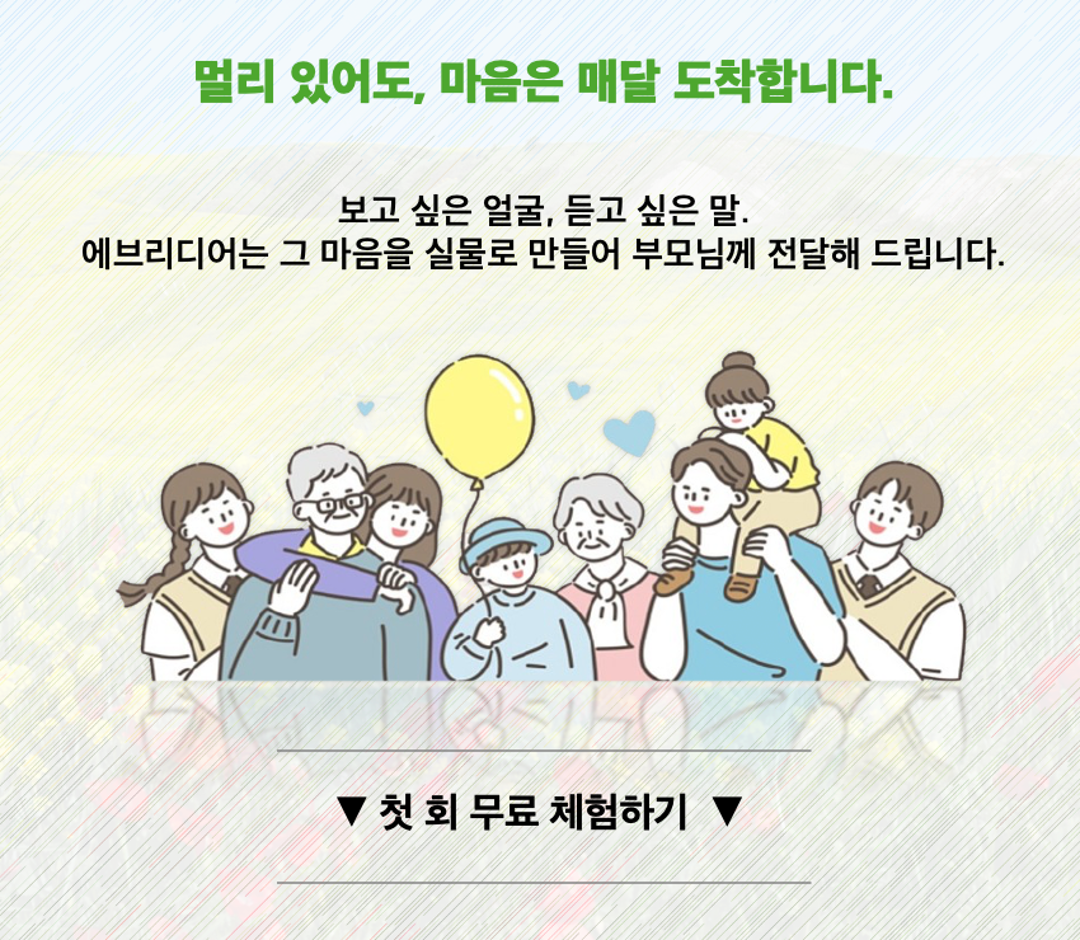 멀리 있어도, 마음은 매달 도착합니다.
보고 싶은 얼굴, 듣고 싶은 말.
에브리디어는 그 마음을 실물로 만들어 부모님께 전달해 드립니다.
▼ 첫 회 무료 체험하기 ▼